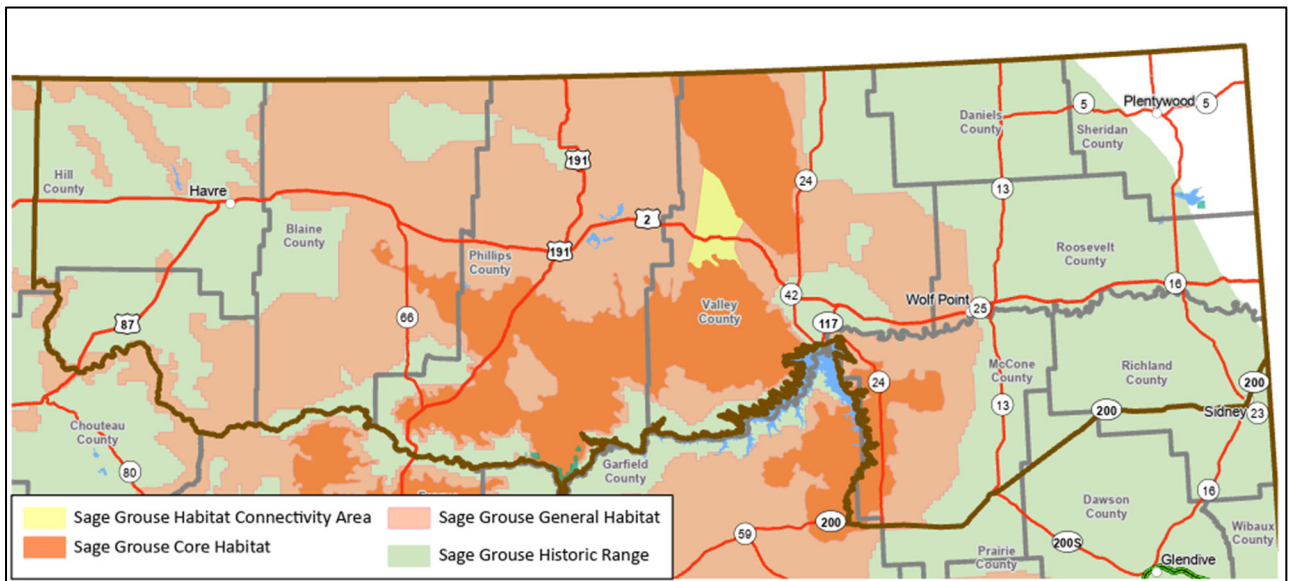 5
Plentywood
5
Daniels
County
Sheridan
County
191
Hill
County
24
Havre
13
Blaine
County
2
Roosevelt
County
191
Phillips
County
16
42
Wolf Point
25
Valley
County
87
66
117
McCone
County
Richland
County
24
200
13
200
Sidney
23
Chouteau
County
80
Garfield
County
16
Dawson
County
Wibaux
County
200
59
200S
Prairie
County
Glendive
Sage Grouse Habitat Connectivity Area
Sage Grouse General Habitat
Sage Grouse Core Habitat
Sage Grouse Historic Range